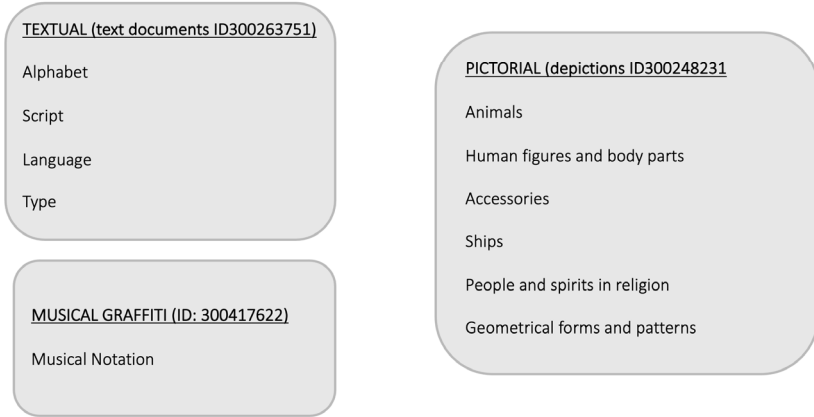 TEXTUAL (text documents ID300263751)
Alphabet
Script
Language
Type
MUSICAL GRAFFITI (ID: 300417622)
Musical Notation
PICTORIAL (depictions ID300248231
Animals
Human figures and body parts
Accessories
Ships
People and spirits in religion
Geometrical forms and patterns